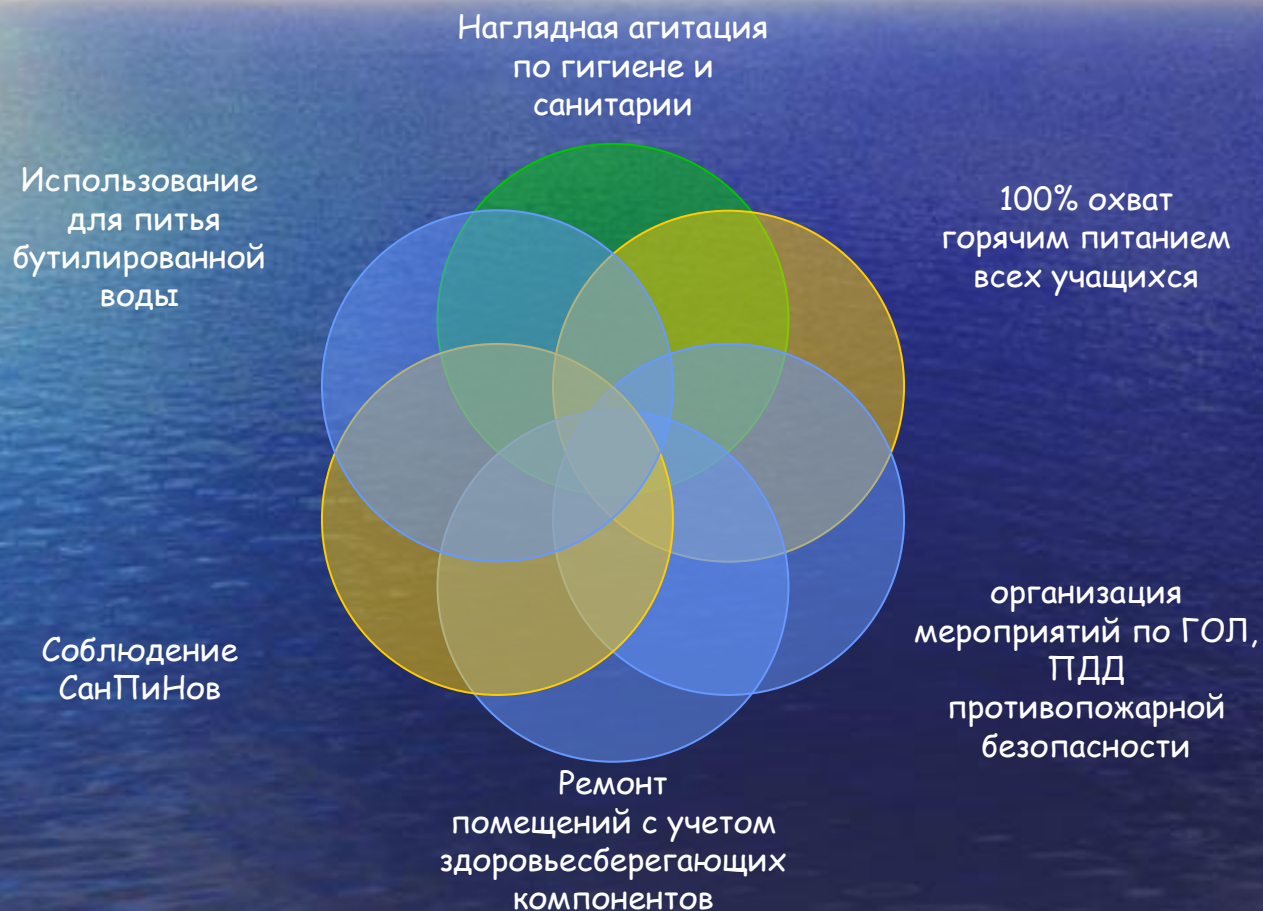 Наглядная агитация
по гигиене и
санитарии
Использование
для питья
бутилированной
воды
100% охват
горячим питанием
всех учащихся
организация
мероприятий по ГОЛ,
ПДД
противопожарной
безопасности
Соблюдение
СанПиНов
Ремонт
помещений с учетом
здоровьесберегающих
компонентов